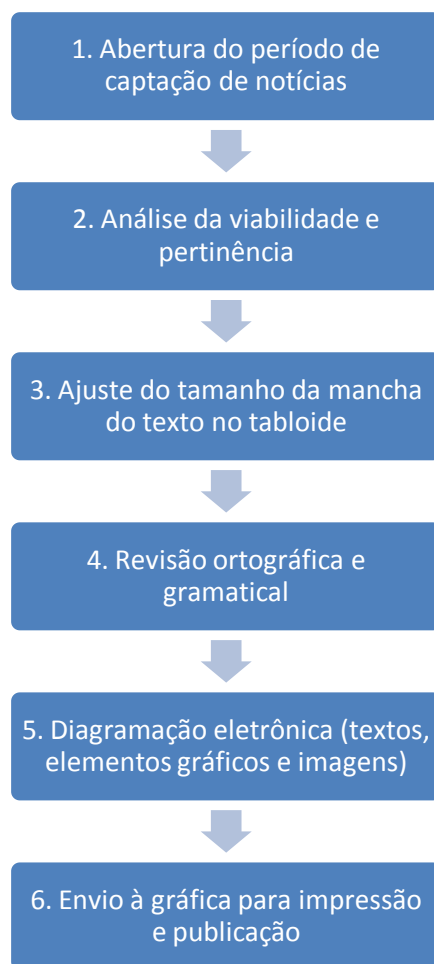 1. Abertura do período de
captação de notícias
2. Análise da viabilidade e
pertinência
3. Ajuste do tamanho da mancha
do texto no tabloide
4. Revisão ortográfica e
gramatical
5. Diagramação eletrônica (textos,
elementos gráficos e imagens)
6. Envio à gráfica para impressão
e publicação